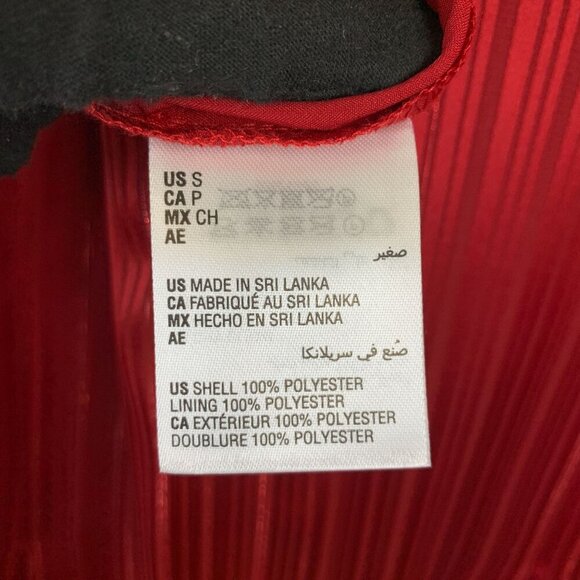 US S
CA P
MX CH
AE
صغير
US MADE IN SRI LANKA
CA FABRIQUÉ AU SRI LANKA
MX HECHO EN SRI LANKA
AE
صُنع في سريلانكا
US SHELL 100% POLYESTER
LINING 100% POLYESTER
CA EXTÉRIEUR 100% POLYESTER
DOUBLURE 100% POLYESTER